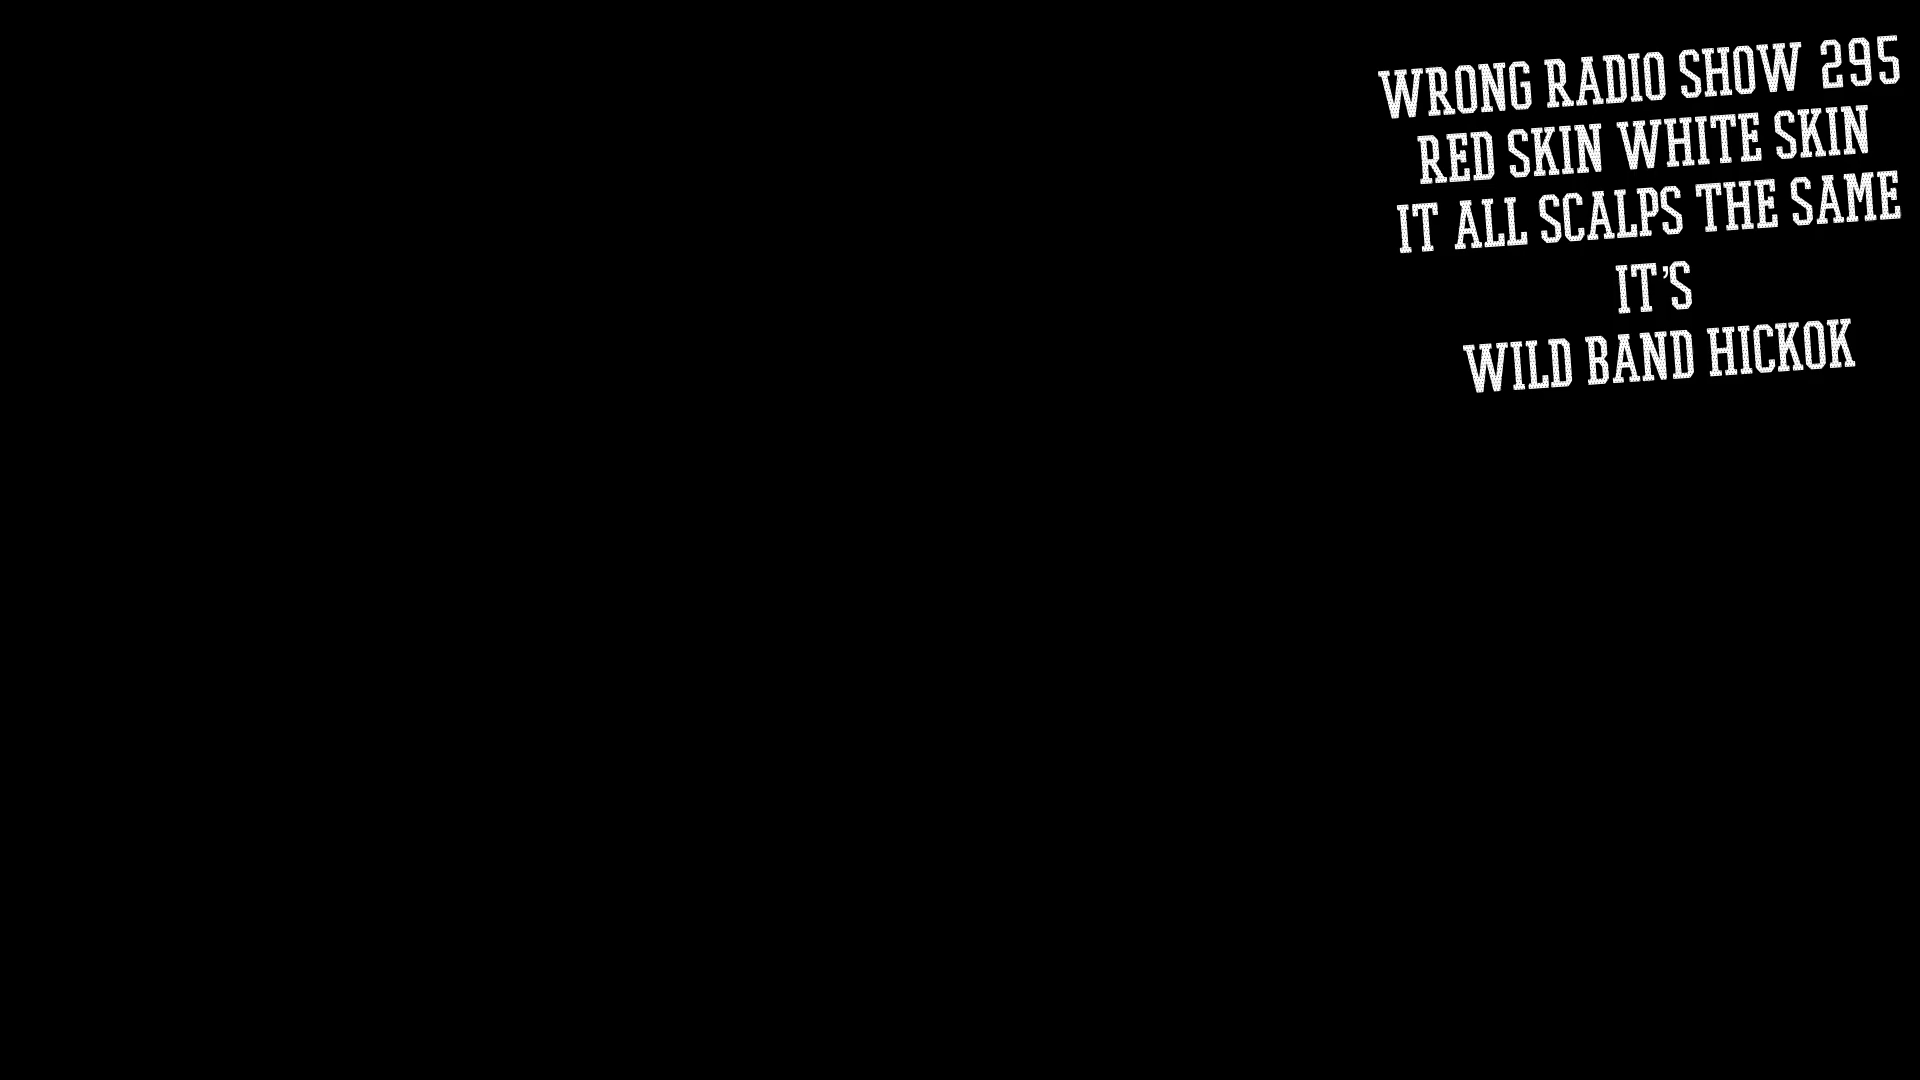 WRONG RADIO SHOW 295
RED SKIN WHITE SKIN
IT ALL SCALPS THE SAME
IT'S
WILD BAND HICKOK